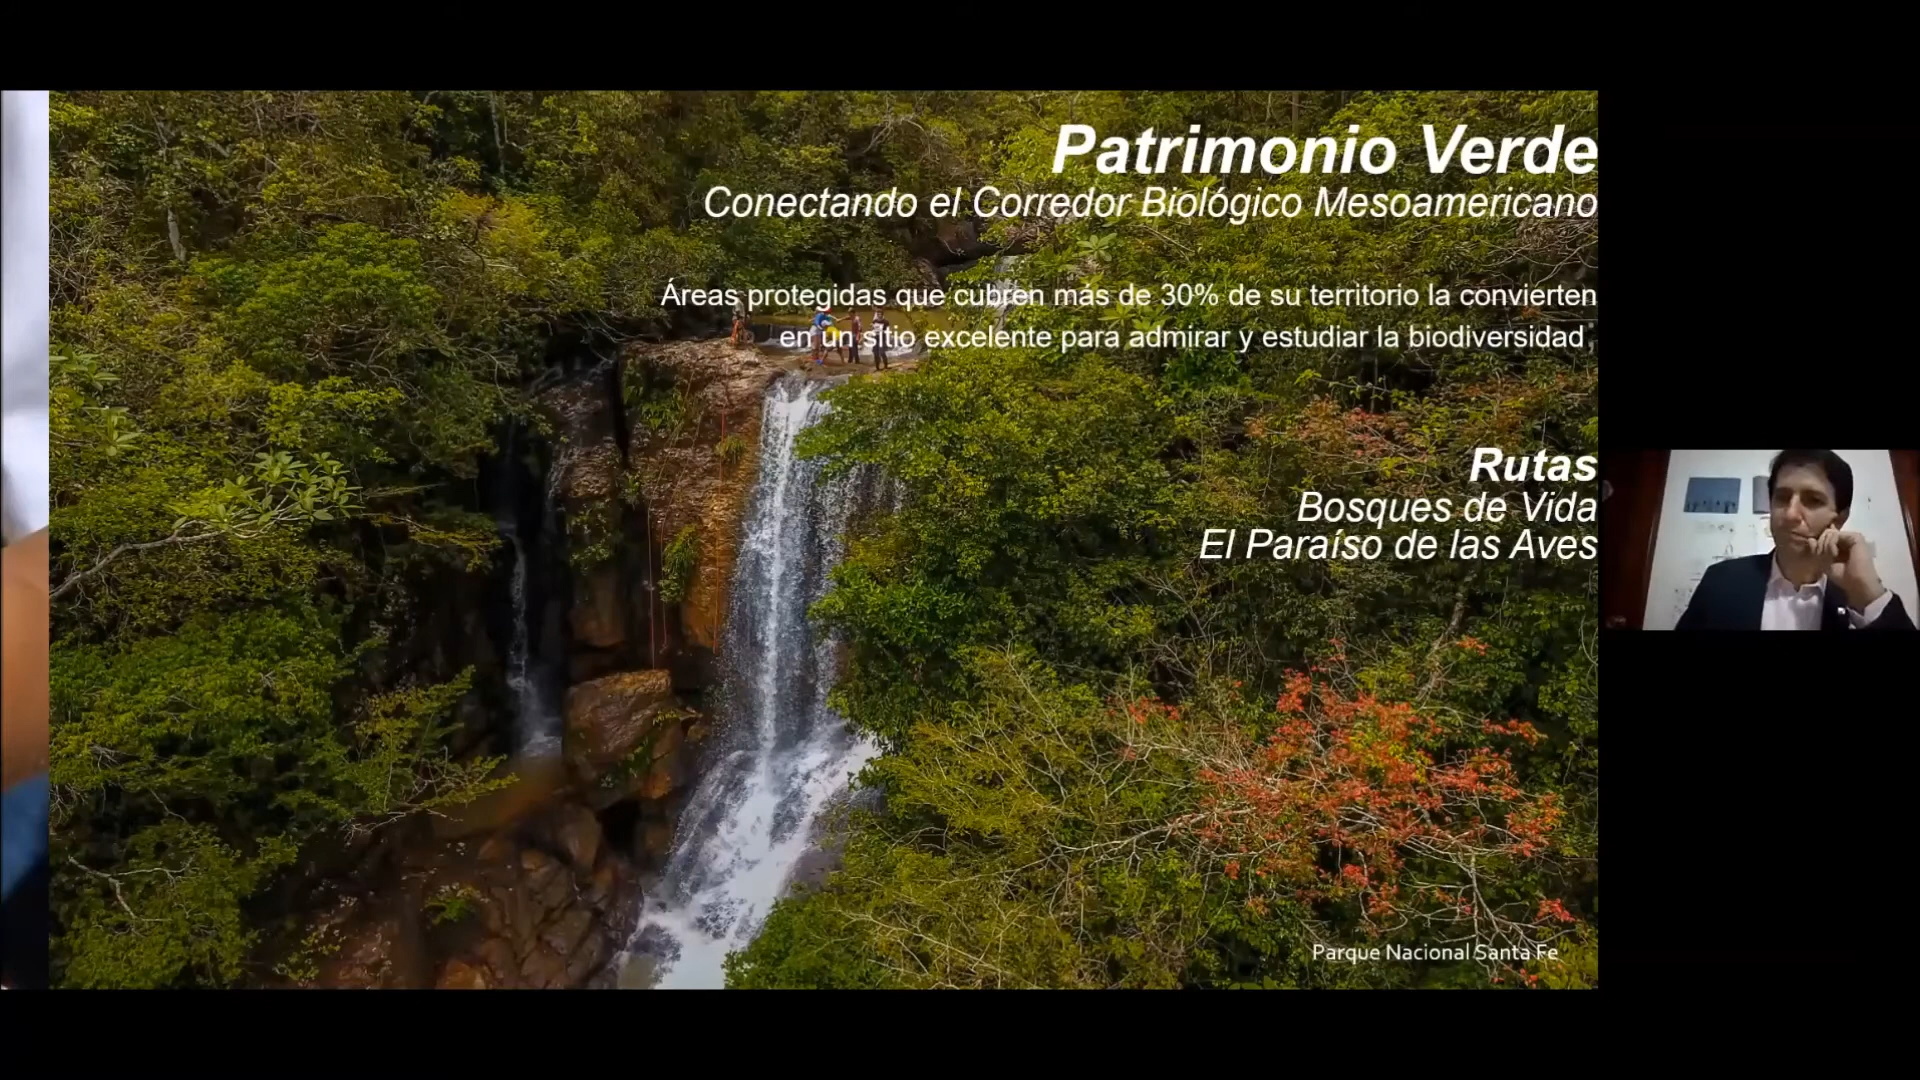 Patrimonio Verde
Conectando el Corredor Biológico Mesoamericano
Áreas protegidas que cubren más de 30% de su territorio la convierten
en un sitio excelente para admirar y estudiar la biodiversidad.
Rutas
Bosques de Vida
El Paraíso de las Aves
Parque Nacional Santa Fe